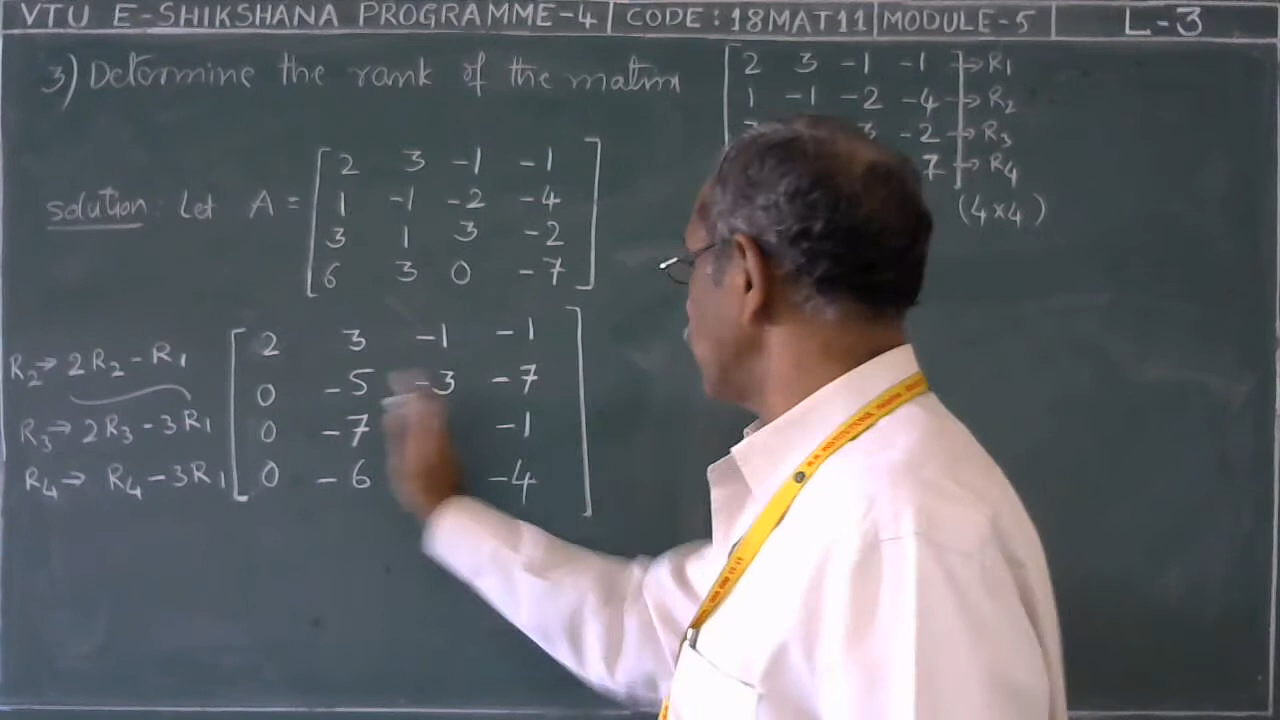 VTU E-SHIKSHANA PROGRAMME-4 | CODE:18MAT11 | MODULE-5 | L-3
3) Determine the rank of the matrix
2 3 -1 -1 → R1
1 -1 -2 -4 → R2
3 -2 → R3
7 → R4
(4×4)
solution: Let A =
2 3 -1 -1
1 -1 -2 -4
3 1 3 -2
6 3 0 -7
R2→ 2R2-R1
R3→ 2R3-3R1
R4→ R4-3R1
2 3 -1 -1
0 -5 -3 -7
0 -7 -1
0 -6 -4